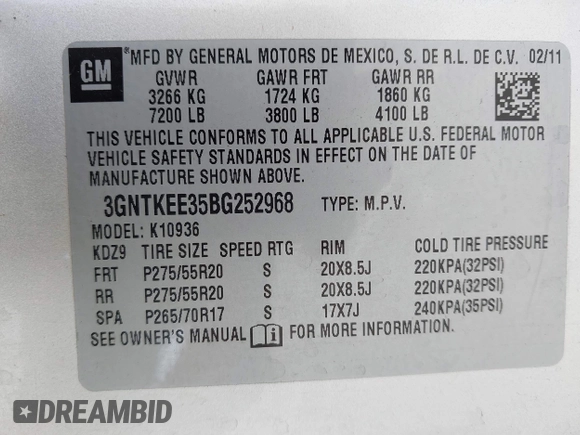 GM
®MFD BY GENERAL MOTORS DE MEXICO, S. DE R.L. DE C.V. 02/11
GVWR GAWR FRT GAWR RR
3266 KG 1724 KG 1860 KG
7200 LB 3800 LB 4100 LB
THIS VEHICLE CONFORMS TO ALL APPLICABLE U.S. FEDERAL MOTOR
VEHICLE SAFETY STANDARDS IN EFFECT ON THE DATE OF
MANUFACTURE SHOWN ABOVE.
3GNTKEE35BG252968 TYPE: M.P.V.
MODEL: K10936
KDZ9 TIRE SIZE SPEED RTG RIM COLD TIRE PRESSURE
FRT P275/55R20 S 20X8.5J 220KPA(32PSI)
RR P275/55R20 S 20X8.5J 220KPA(32PSI)
SPA P265/70R17 S 17X7J 240KPA(35PSI)
SEE OWNER'S MANUAL i FOR MORE INFORMATION.
DREAMBID